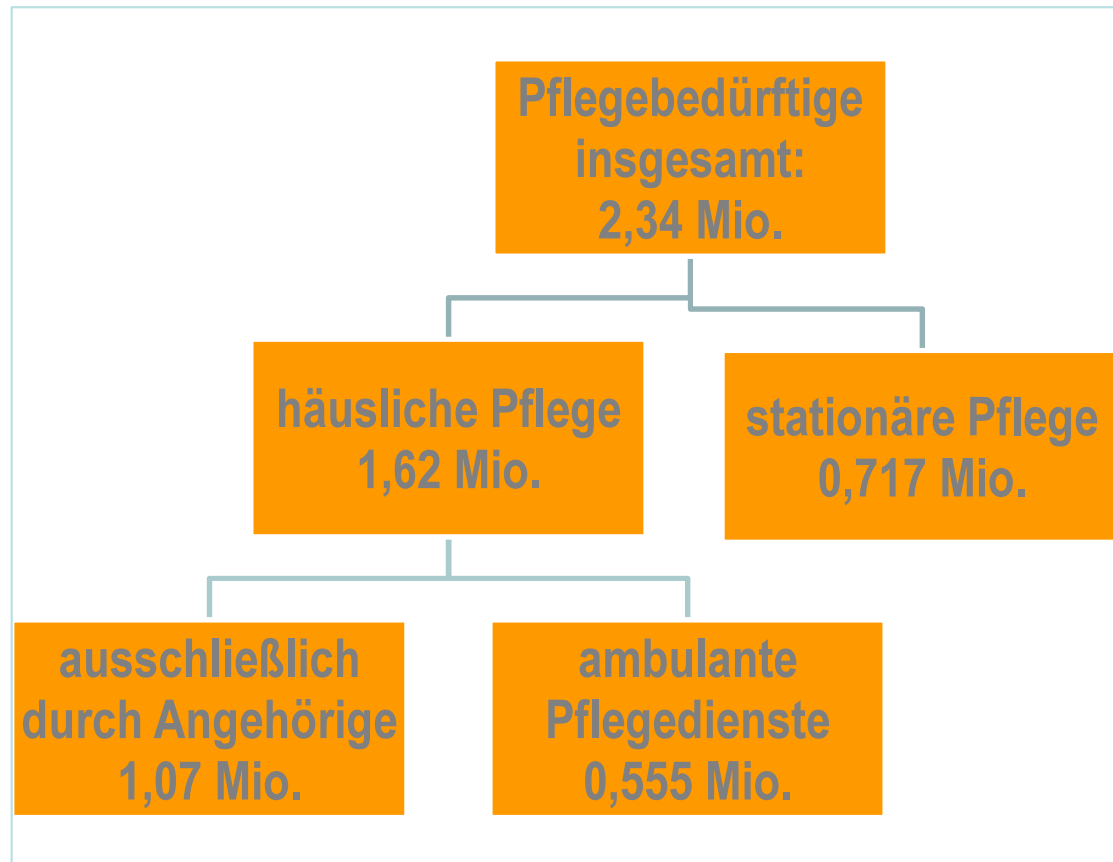 Pflegebedürftige
insgesamt:
2,34 Mio.
häusliche Pflege
1,62 Mio.
stationäre Pflege
0,717 Mio.
ausschließlich
durch Angehörige
1,07 Mio.
ambulante
Pflegedienste
0,555 Mio.